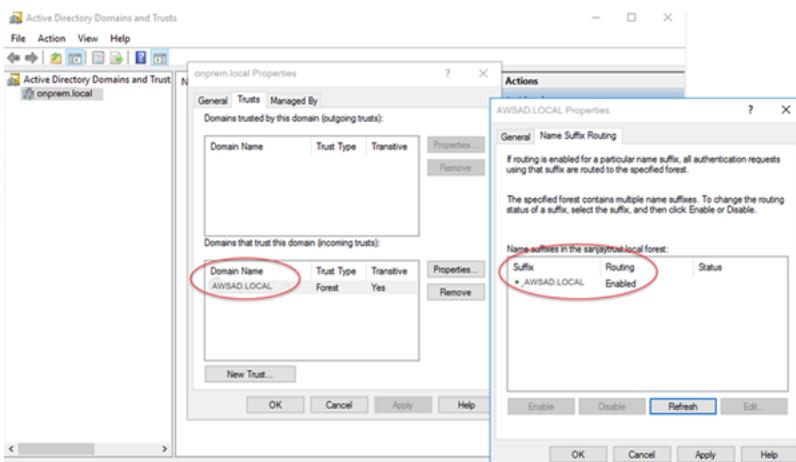 Active Directory Domains and Trusts
File Action View Help
Active Directory Domains and Trust
onprem.local
N
onprem.local Properties
General Trusts Managed By
Domains trusted by this domain (outgoing trusts):
Domain Name Trust Type Transitive
Properties...
Remove
Domains that trust this domain (incoming trusts):
Domain Name Trust Type Transitive
AWSAD.LOCAL Forest Yes
Properties...
Remove
New Trust...
OK Cancel Apply Help
Actions
AWSAD.LOCAL Properties
General Name Suffix Routing
If routing is enabled for a particular name suffix, all authentication requests
using that suffix are routed to the specified forest.
The specified forest contains multiple name suffixes. To change the routing
status of a suffix, select the suffix, and then click Enable or Disable.
Name suffixes in the sanjaytrust.local forest:
Suffix Routing Status
*.AWSAD.LOCAL Enabled
Enable Disable Refresh Edit...
OK Cancel Apply Help